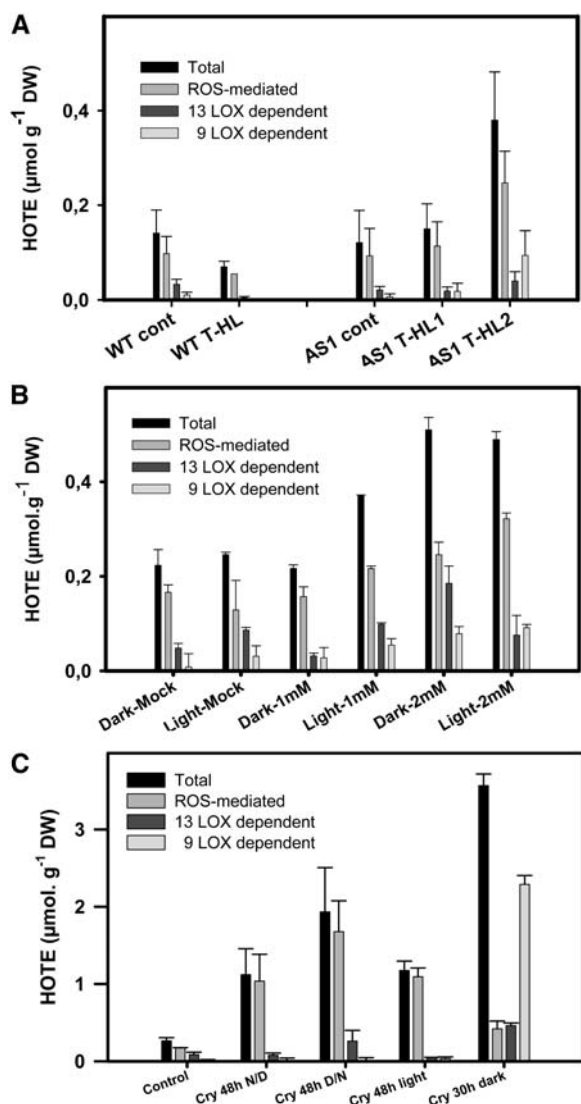 A
HOTE (µmol g-1 DW)
0,4
0,2
0,0
Total
ROS-mediated
13 LOX dependent
9 LOX dependent
WT cont
WT T-HL
AS1 cont
AS1 T-HL1
AS1 T-HL2
B
HOTE (µmol.g-1 DW)
0,4
0,2
0,0
Total
ROS-mediated
13 LOX dependent
9 LOX dependent
Dark-Mock
Light-Mock
Dark-1mM
Light-1mM
Dark-2mM
Light-2mM
C
HOTE (µmol. g-1 DW)
3
2
1
0
Total
ROS-mediated
13 LOX dependent
9 LOX dependent
Control
Cry 48h N/D
Cry 48h D/N
Cry 48h light
Cry 30h dark